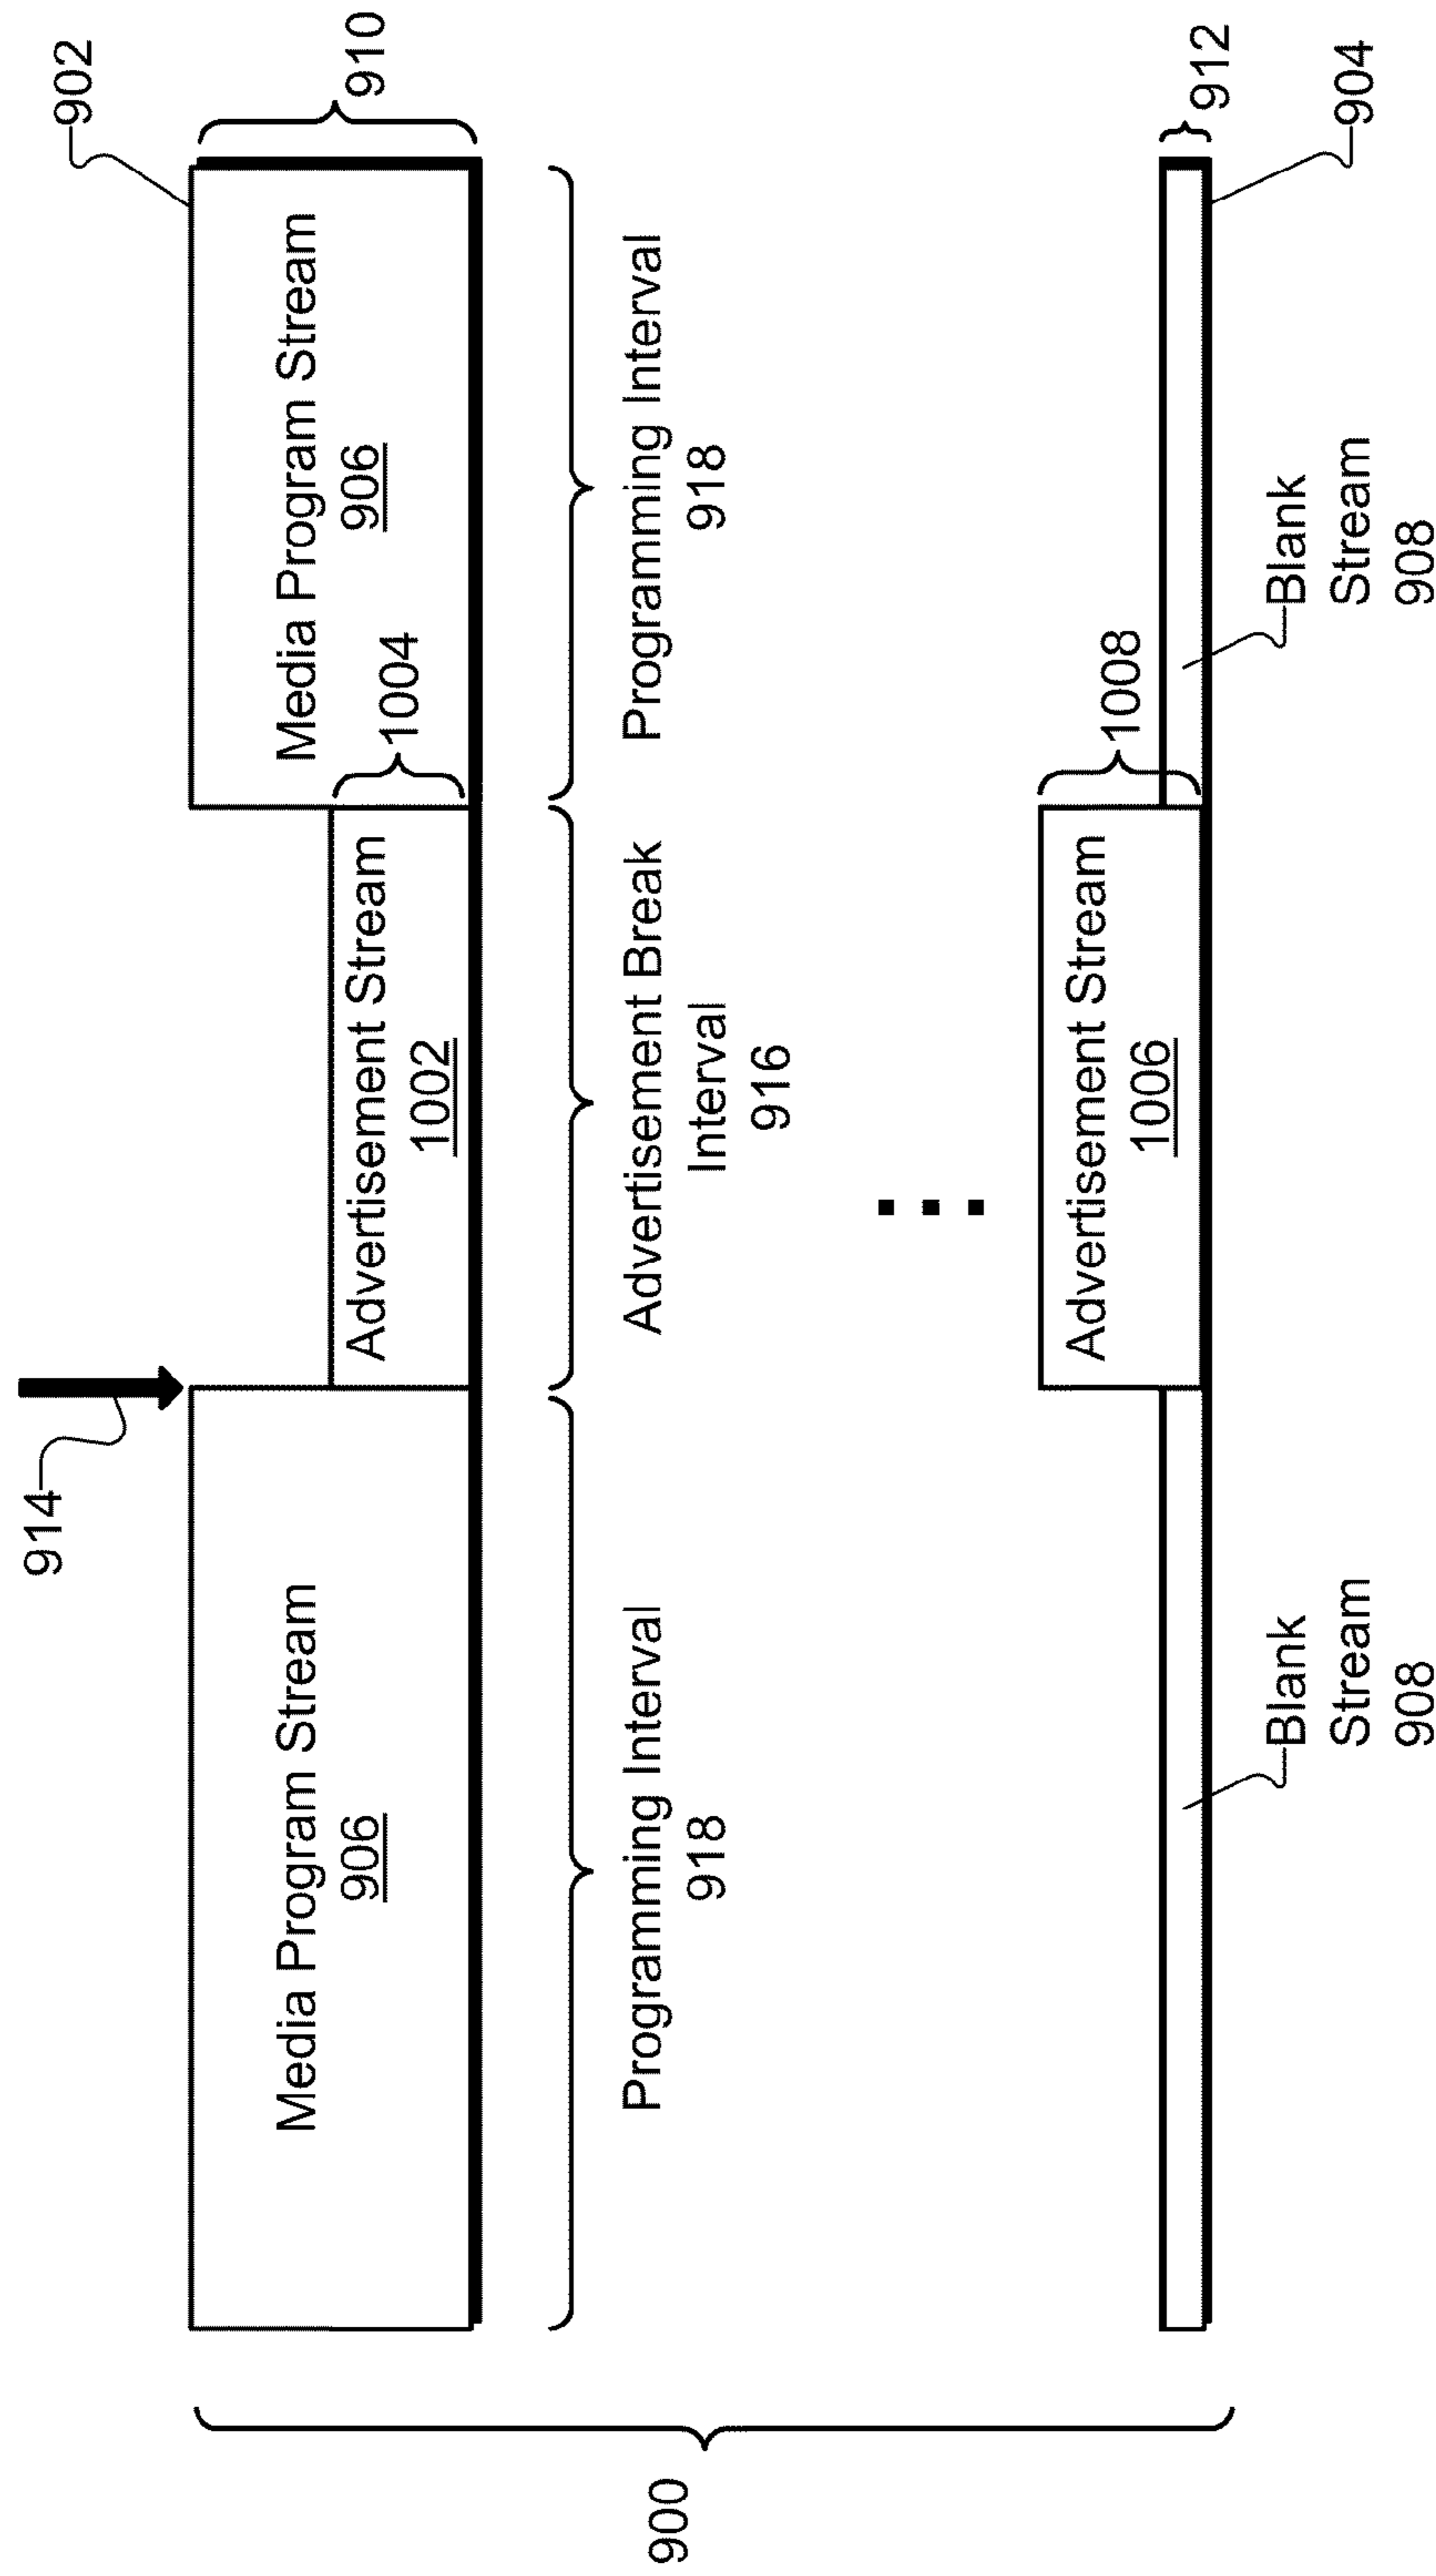 914
902
Media Program Stream
906
Media Program Stream
906
910
Advertisement Stream
1002
1004
Programming Interval
918
Advertisement Break
Interval
916
Programming Interval
918
900
Advertisement Stream
1006
1008
912
Blank
Stream
908
Blank
Stream
908
904